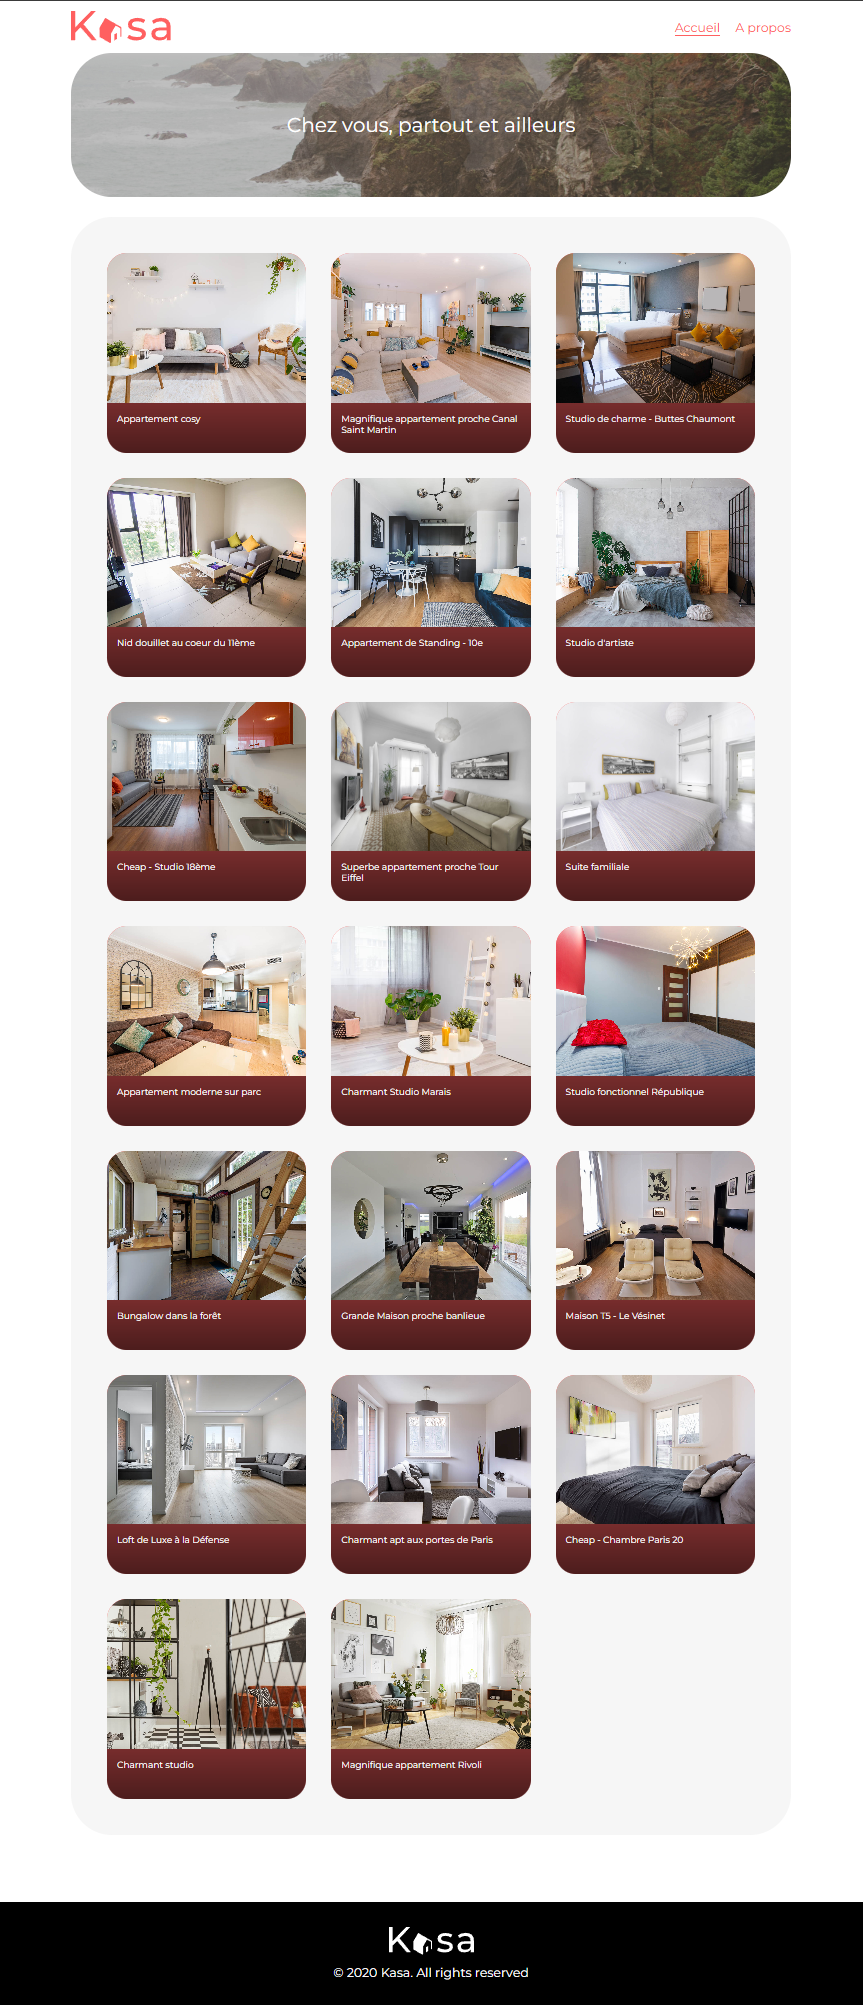 Kasa
Accueil A propos
Chez vous, partout et ailleurs
Appartement cosy
Magnifique appartement proche Canal
Saint Martin
Studio de charme - Buttes Chaumont
Nid douillet au coeur du 11ème
Appartement de Standing - 10e
Studio d'artiste
Cheap - Studio 18ème
Superbe appartement proche Tour
Eiffel
Suite familiale
Appartement moderne sur parc
Charmant Studio Marais
Studio fonctionnel République
Bungalow dans la forêt
Grande Maison proche banlieue
Maison T5 - Le Vésinet
Loft de Luxe à la Défense
Charmant apt aux portes de Paris
Cheap - Chambre Paris 20
Charmant studio
Magnifique appartement Rivoli
Kasa
© 2020 Kasa. All rights reserved